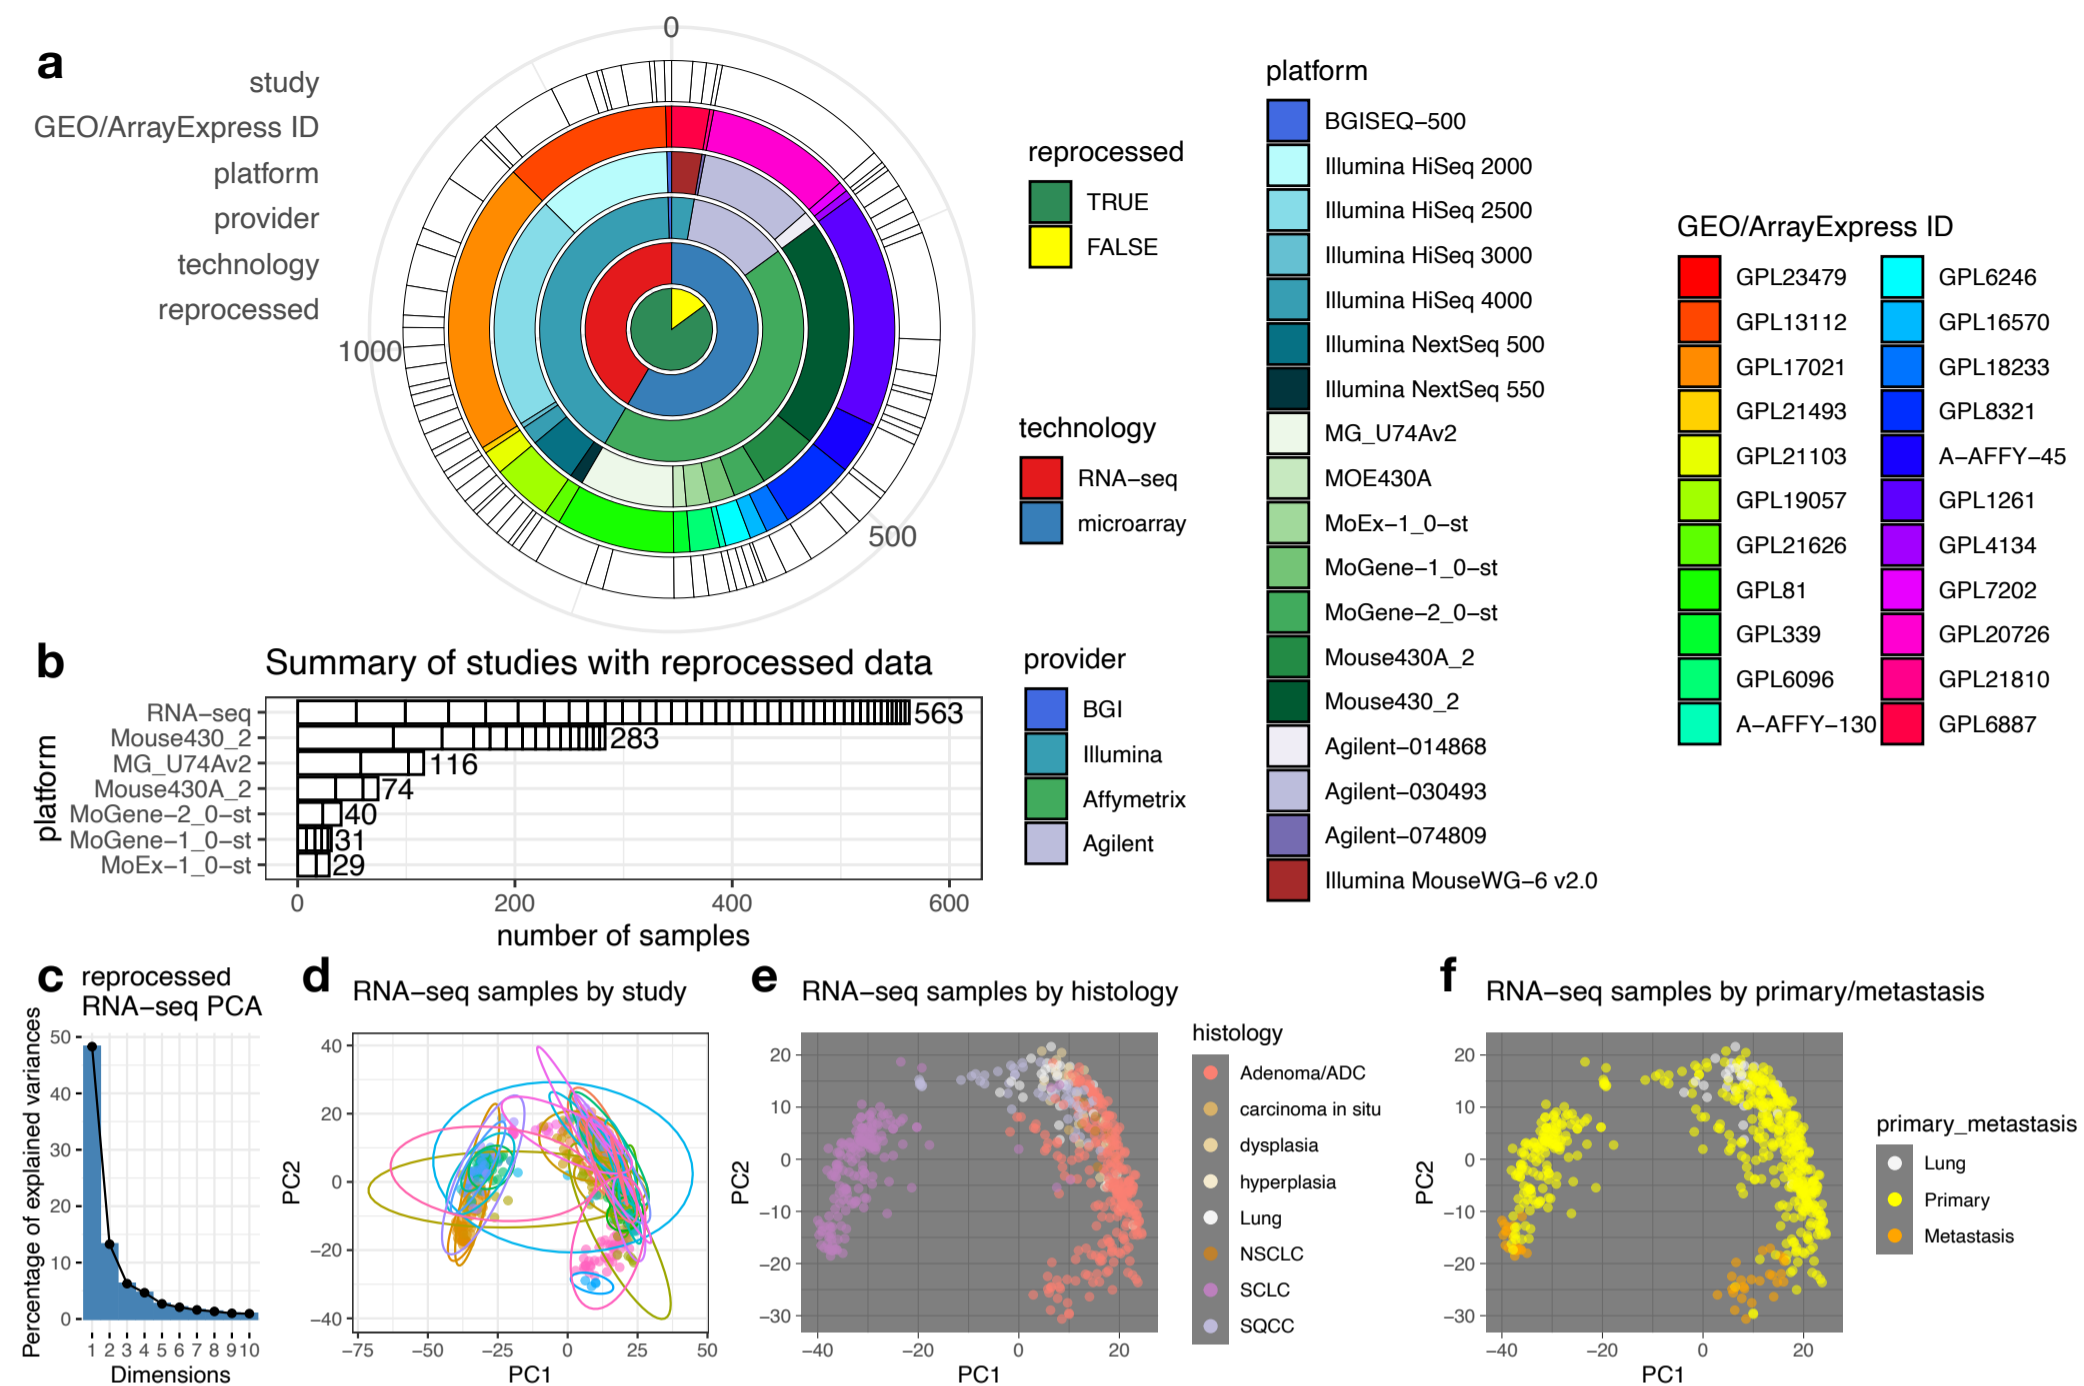 a
study
GEO/ArrayExpress ID
platform
provider
technology
reprocessed
0
500
1000
reprocessed
TRUE
FALSE
technology
RNA−seq
microarray
provider
BGI
Illumina
Affymetrix
Agilent
platform
BGISEQ−500
Illumina HiSeq 2000
Illumina HiSeq 2500
Illumina HiSeq 3000
Illumina HiSeq 4000
Illumina NextSeq 500
Illumina NextSeq 550
MG_U74Av2
MOE430A
MoEx−1_0−st
MoGene−1_0−st
MoGene−2_0−st
Mouse430A_2
Mouse430_2
Agilent−014868
Agilent−030493
Agilent−074809
Illumina MouseWG−6 v2.0
GEO/ArrayExpress ID
GPL23479
GPL13112
GPL17021
GPL21493
GPL21103
GPL19057
GPL21626
GPL81
GPL339
GPL6096
A−AFFY−130
GPL6246
GPL16570
GPL18233
GPL8321
A−AFFY−45
GPL1261
GPL4134
GPL7202
GPL20726
GPL21810
GPL6887
b
Summary of studies with reprocessed data
platform
RNA−seq 563
Mouse430_2 283
MG_U74Av2 116
Mouse430A_2 74
MoGene−2_0−st 40
MoGene−1_0−st 31
MoEx−1_0−st 29
0 200 400 600
number of samples
c
reprocessed
RNA−seq PCA
Percentage of explained variances
50
40
30
20
10
0
1 2 3 4 5 6 7 8 9 10
Dimensions
d
RNA−seq samples by study
PC2
40
20
0
−20
−40
−75 −50 −25 0 25 50
PC1
e
RNA−seq samples by histology
PC2
20
10
0
−10
−20
−30
−40 −20 0 20
PC1
histology
Adenoma/ADC
carcinoma in situ
dysplasia
hyperplasia
Lung
NSCLC
SCLC
SQCC
f
RNA−seq samples by primary/metastasis
PC2
20
10
0
−10
−20
−30
−40 −20 0 20
PC1
primary_metastasis
Lung
Primary
Metastasis